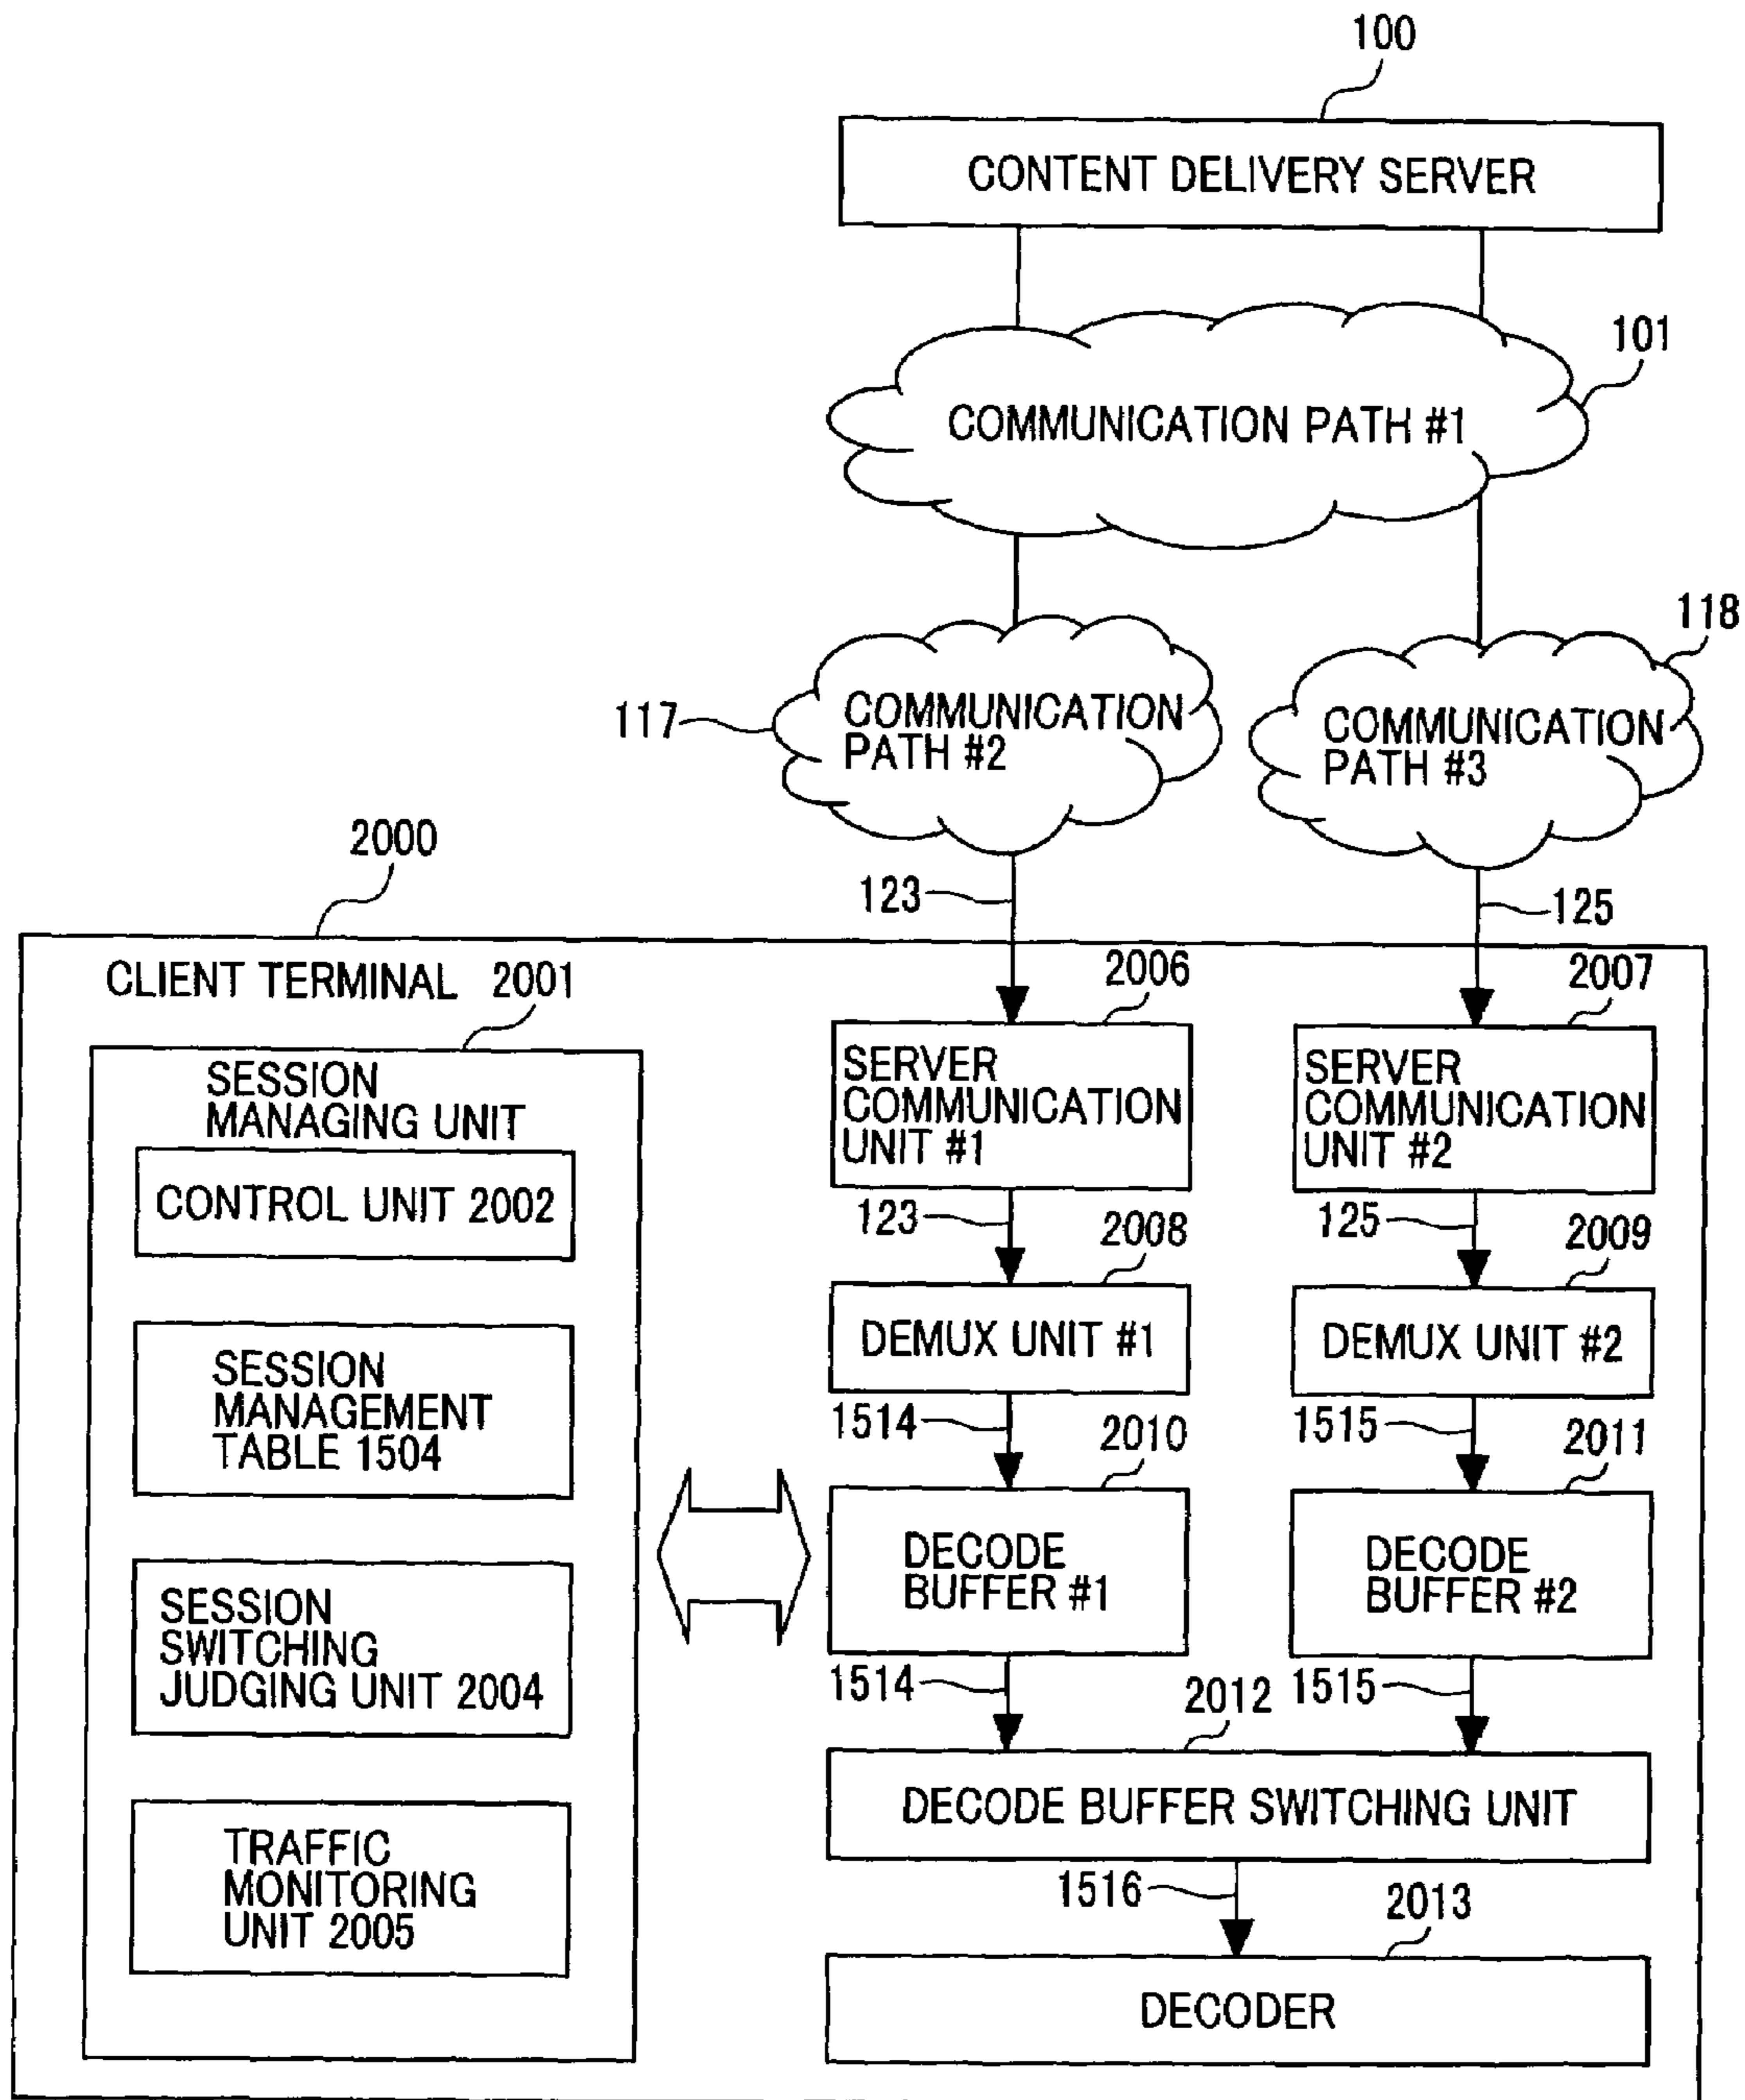 100
CONTENT DELIVERY SERVER
101
COMMUNICATION PATH #1
118
117
COMMUNICATION
PATH #2
COMMUNICATION
PATH #3
2000
123
125
CLIENT TERMINAL 2001
2006
2007
SESSION
MANAGING UNIT
CONTROL UNIT 2002
SESSION
MANAGEMENT
TABLE 1504
SESSION
SWITCHING
JUDGING UNIT 2004
TRAFFIC
MONITORING
UNIT 2005
SERVER
COMMUNICATION
UNIT #1
SERVER
COMMUNICATION
UNIT #2
123
2008
125
2009
DEMUX UNIT #1
DEMUX UNIT #2
1514
2010
1515
2011
DECODE
BUFFER #1
DECODE
BUFFER #2
1514
2012
1515
DECODE BUFFER SWITCHING UNIT
1516
2013
DECODER